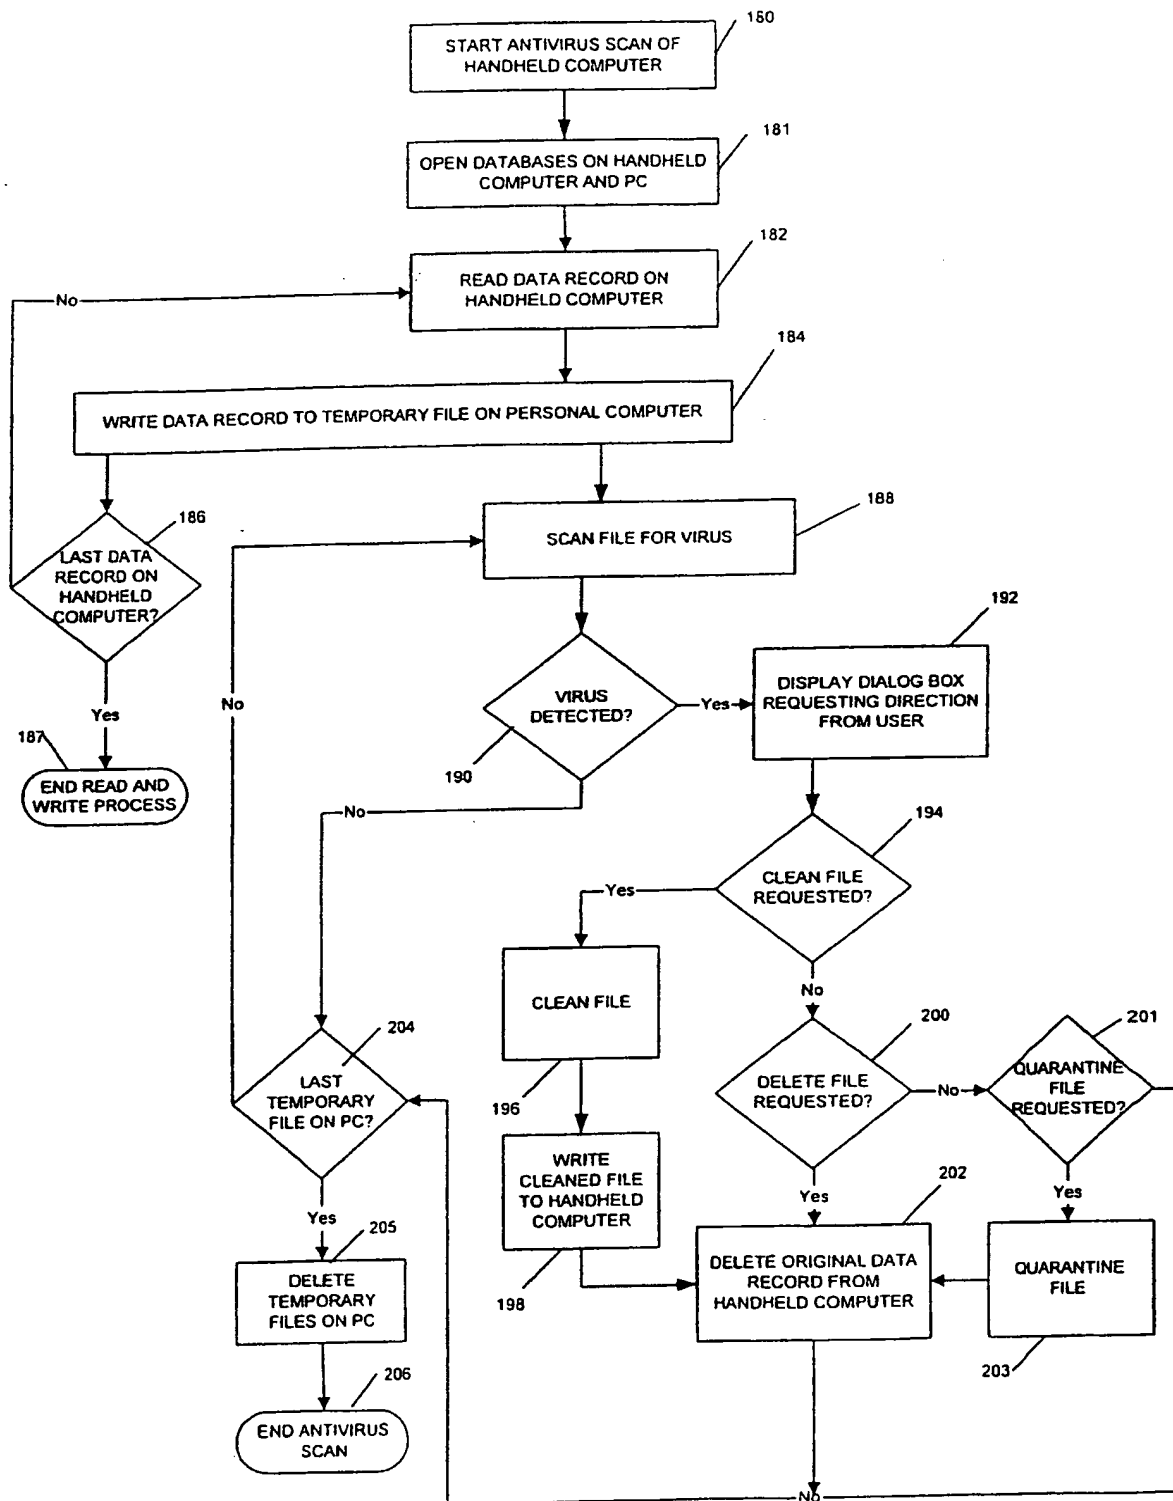 180
START ANTIVIRUS SCAN OF
HANDHELD COMPUTER
181
OPEN DATABASES ON HANDHELD
COMPUTER AND PC
182
READ DATA RECORD ON
HANDHELD COMPUTER
No
184
WRITE DATA RECORD TO TEMPORARY FILE ON PERSONAL COMPUTER
186
LAST DATA
RECORD ON
HANDHELD
COMPUTER?
Yes
187
END READ AND
WRITE PROCESS
188
SCAN FILE FOR VIRUS
No
VIRUS
DETECTED?
190
Yes
No
192
DISPLAY DIALOG BOX
REQUESTING DIRECTION
FROM USER
194
CLEAN FILE
REQUESTED?
Yes
No
CLEAN FILE
196
WRITE
CLEANED FILE
TO HANDHELD
COMPUTER
198
200
DELETE FILE
REQUESTED?
No
Yes
201
QUARANTINE
FILE
REQUESTED?
Yes
202
DELETE ORIGINAL DATA
RECORD FROM
HANDHELD COMPUTER
QUARANTINE
FILE
203
204
LAST
TEMPORARY
FILE ON PC?
Yes
205
DELETE
TEMPORARY
FILES ON PC
206
END ANTIVIRUS
SCAN
No